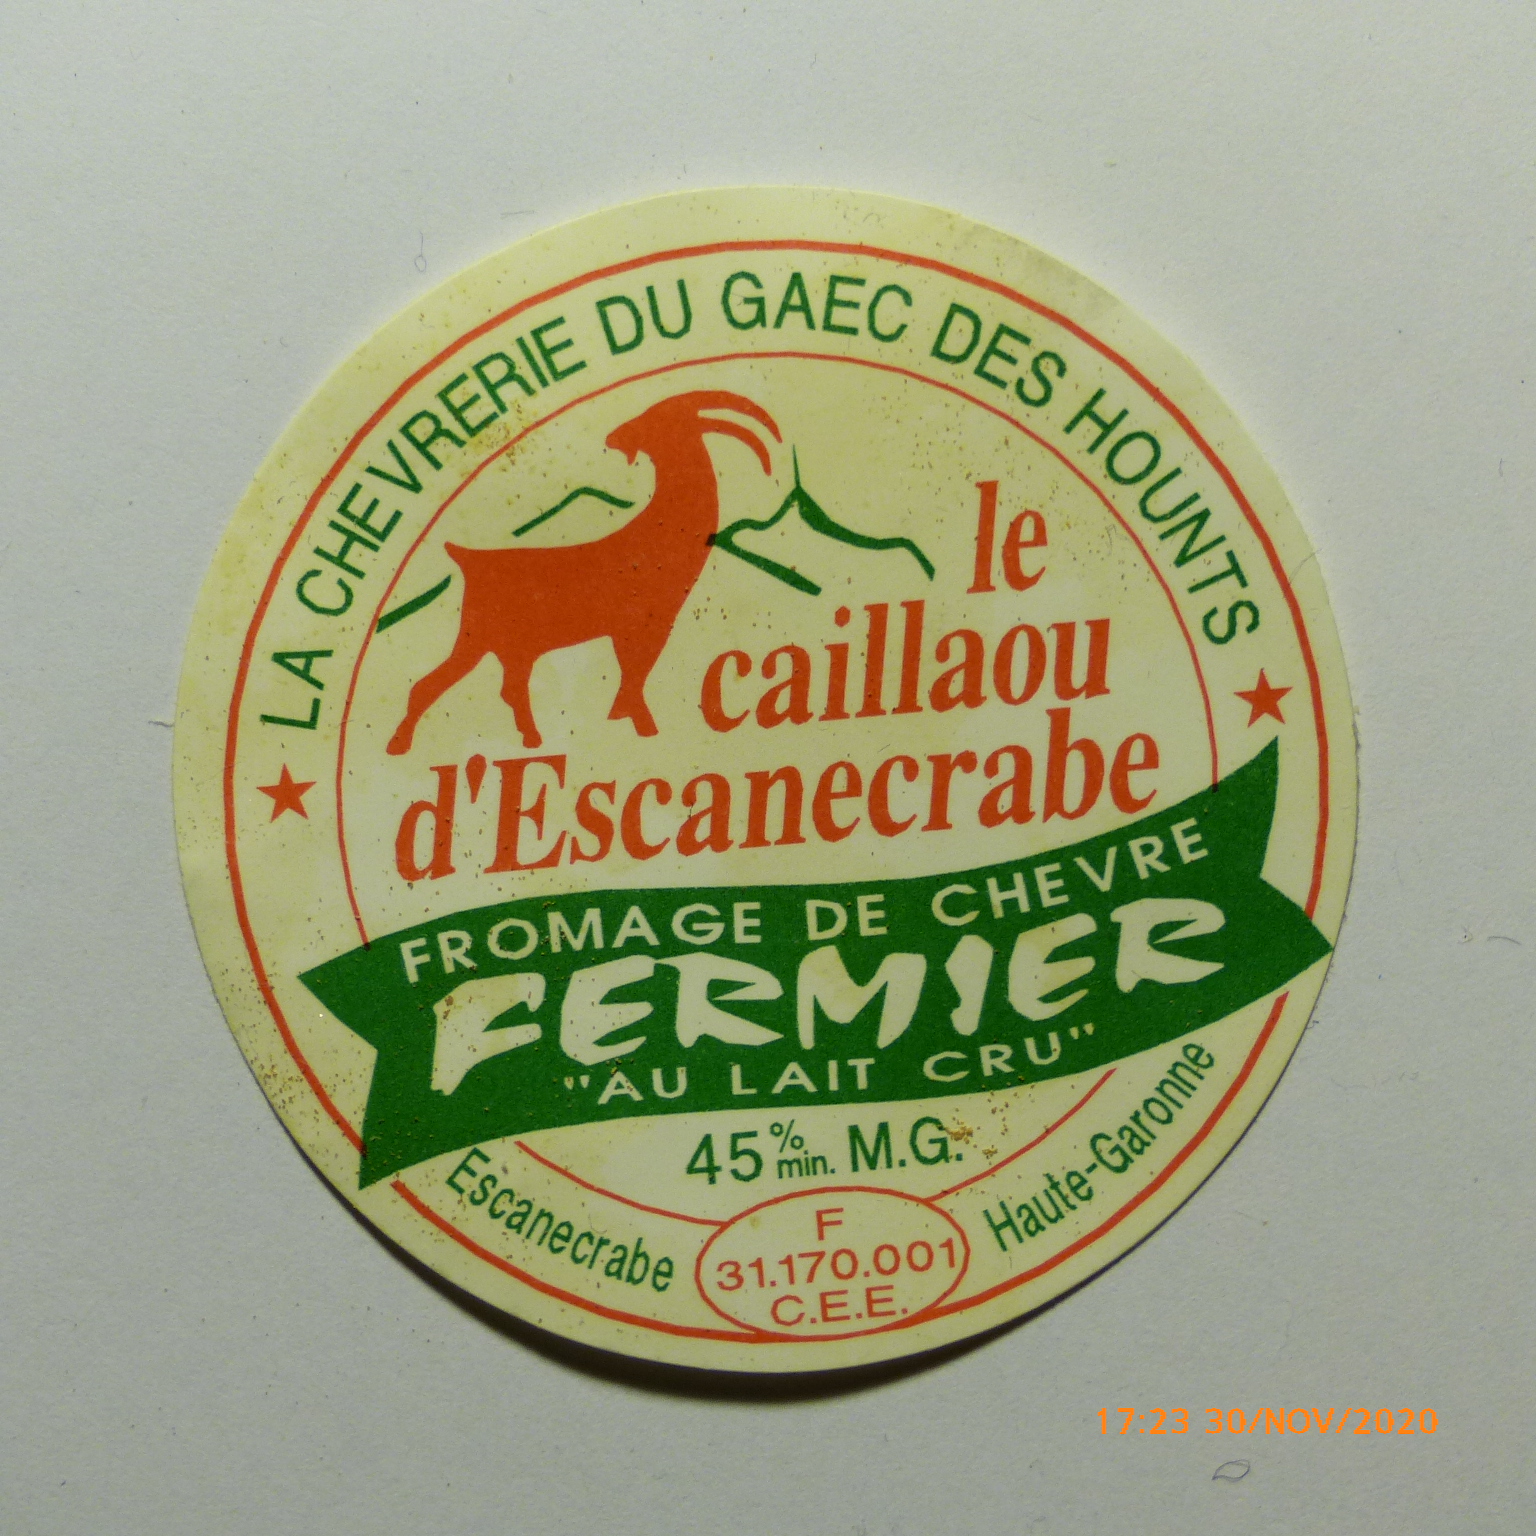 LA CHEVRERIE DU GAEC DES HOUNTS
le
caillaou
d'Escanecrabe
FROMAGE DE CHEVRE
FERMIER
"AU LAIT CRU"
45 % min. M.G.
Escanecrabe
Haute-Garonne
F
31.170.001
C.E.E.
17:23 30/NOV/2020